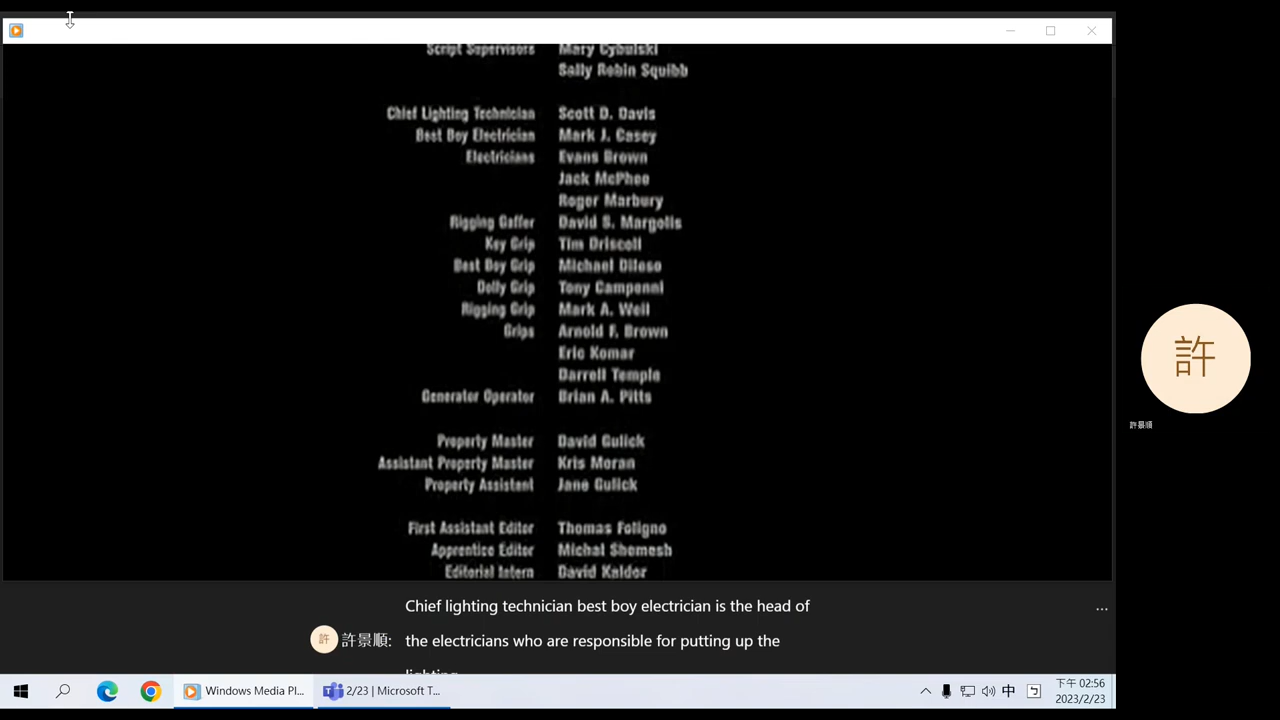 Script Supervisors Mary Cybulski
Sally Robin Squibb
Chief Lighting Technician Scott D. Davis
Best Boy Electrician Mark J. Casey
Electricians Evans Brown
Jack McPhee
Roger Marbury
Rigging Gaffer David S. Margolis
Key Grip Tim Driscoll
Best Boy Grip Michael Dileso
Dolly Grip Tony Campenni
Rigging Grip Mark A. Well
Grips Arnold F. Brown
Eric Komar
Darrell Temple
Generator Operator Brian A. Pitts
Property Master David Gulick
Assistant Property Master Kris Moran
Property Assistant Jane Gulick
First Assistant Editor Thomas Foligno
Apprentice Editor Michal Shemesh
Editorial Intern David Kaldor
許
許景順
Chief lighting technician best boy electrician is the head of
許 許景順: the electricians who are responsible for putting up the
lighting
Windows Media Pl... 2/23 | Microsoft T... 中 ㄅ 下午 02:56
2023/2/23